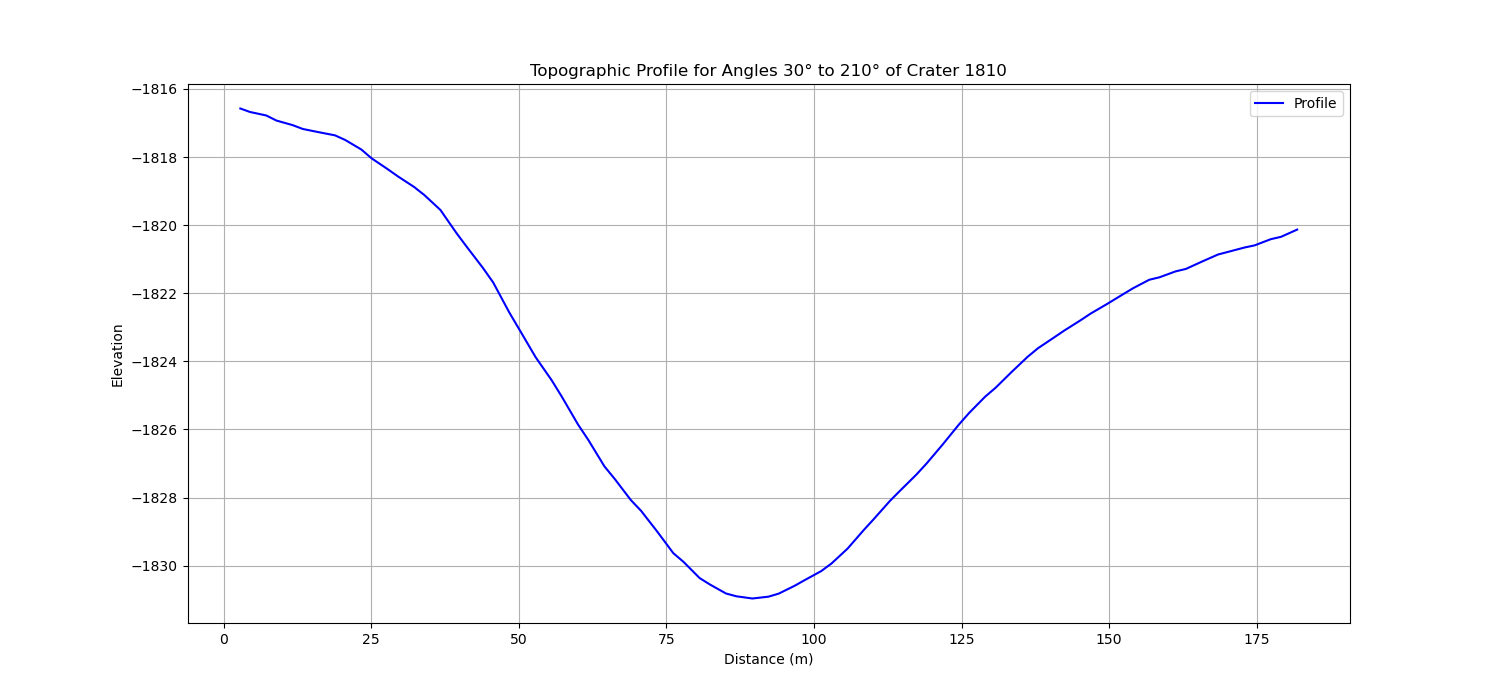 Topographic Profile for Angles 30° to 210° of Crater 1810
Profile
Elevation
−1816
−1818
−1820
−1822
−1824
−1826
−1828
−1830
0 25 50 75 100 125 150 175
Distance (m)